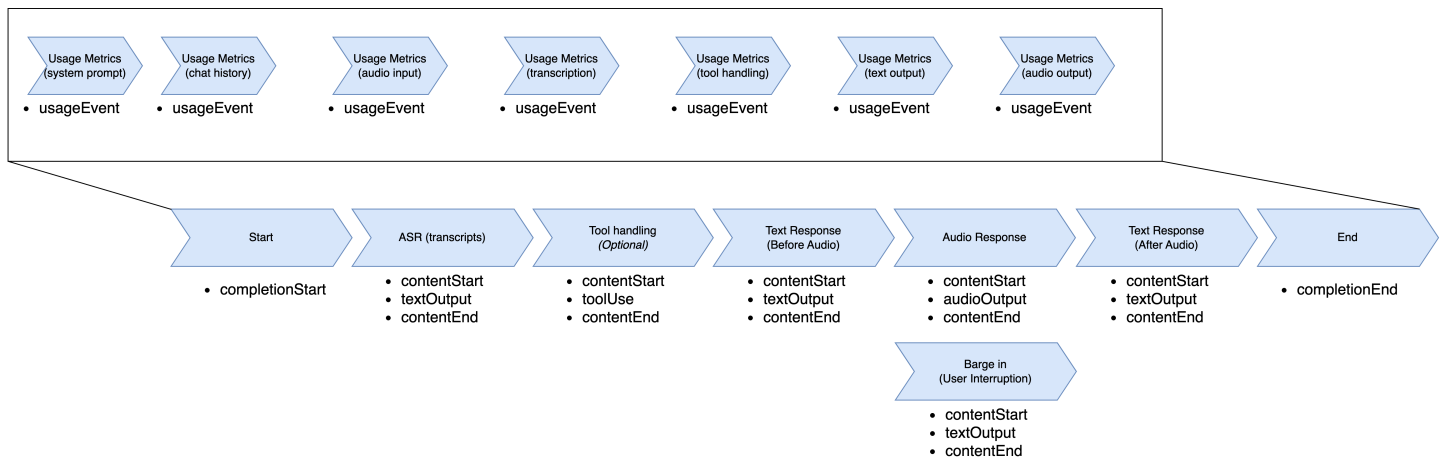 Usage Metrics
(system prompt)
• usageEvent
Usage Metrics
(chat history)
• usageEvent
Usage Metrics
(audio input)
• usageEvent
Usage Metrics
(transcription)
• usageEvent
Usage Metrics
(tool handling)
• usageEvent
Usage Metrics
(text output)
• usageEvent
Usage Metrics
(audio output)
• usageEvent
Start
• completionStart
ASR (transcripts)
• contentStart
• textOutput
• contentEnd
Tool handling
(Optional)
• contentStart
• toolUse
• contentEnd
Text Response
(Before Audio)
• contentStart
• textOutput
• contentEnd
Audio Response
• contentStart
• audioOutput
• contentEnd
Text Response
(After Audio)
• contentStart
• textOutput
• contentEnd
End
• completionEnd
Barge in
(User Interruption)
• contentStart
• textOutput
• contentEnd